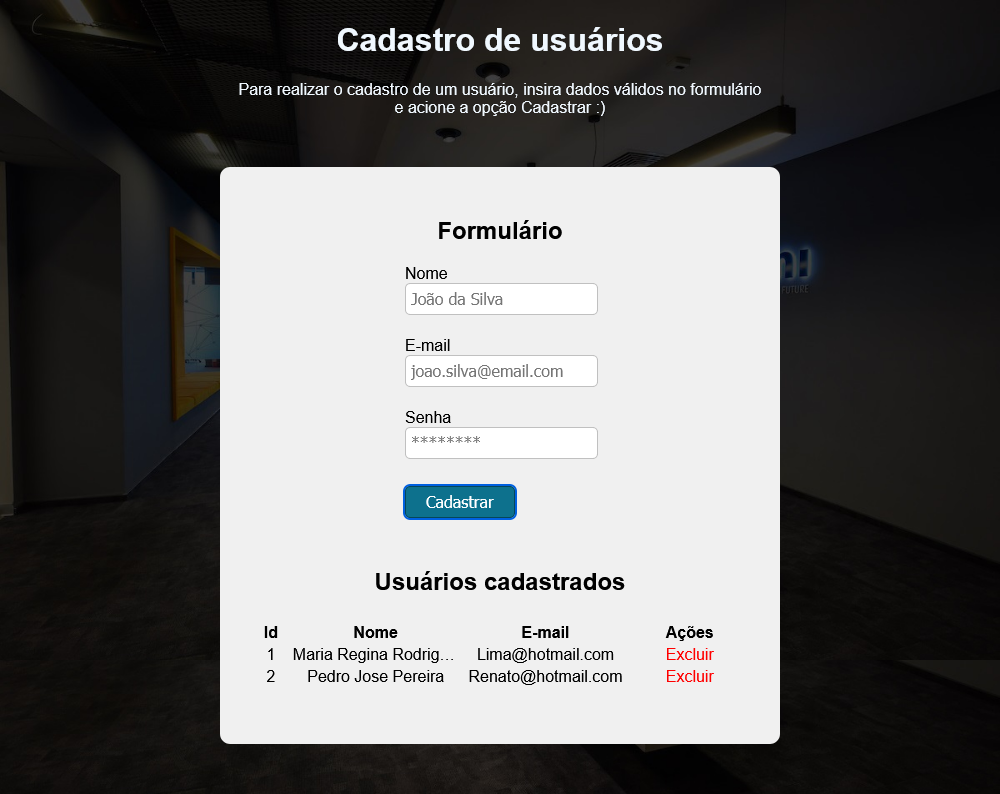 Cadastro de usuários
Para realizar o cadastro de um usuário, insira dados válidos no formulário
e acione a opção Cadastrar :)
Formulário
Nome
João da Silva
E-mail
joao.silva@email.com
Senha
********
Cadastrar
Usuários cadastrados
Id Nome E-mail Ações
1 Maria Regina Rodrig… Lima@hotmail.com Excluir
2 Pedro Jose Pereira Renato@hotmail.com Excluir